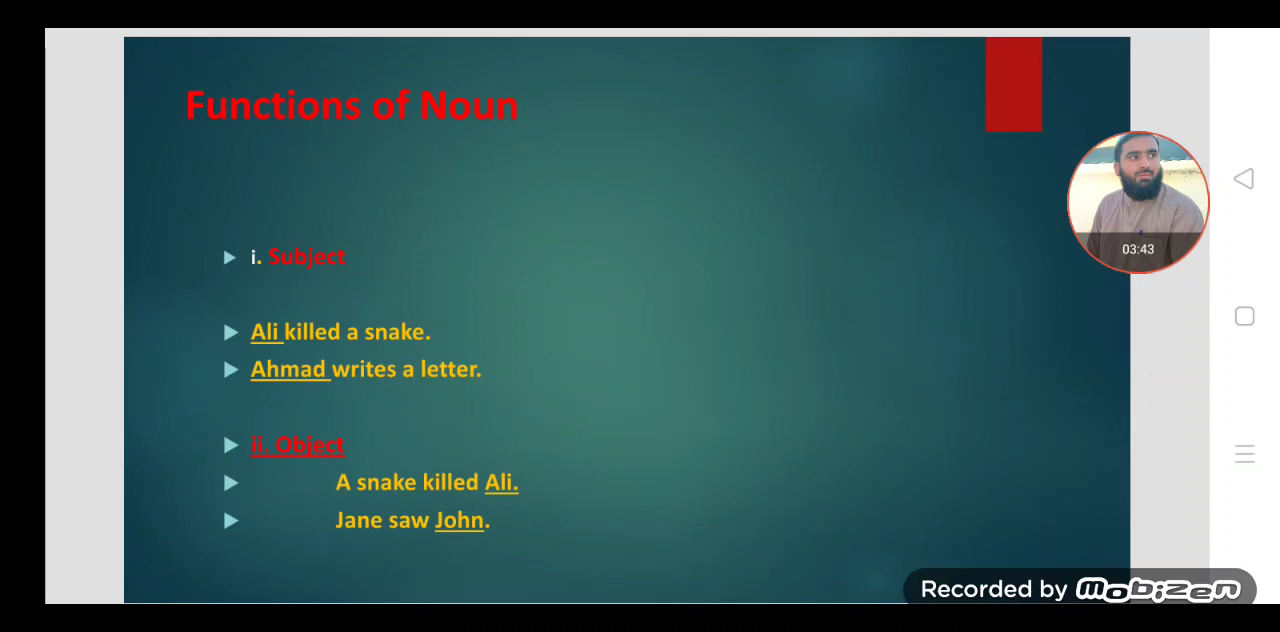 Functions of Noun
i. Subject
03:43
Ali killed a snake.
Ahmad writes a letter.
ii. Object
A snake killed Ali.
Jane saw John.
Recorded by Mobizen